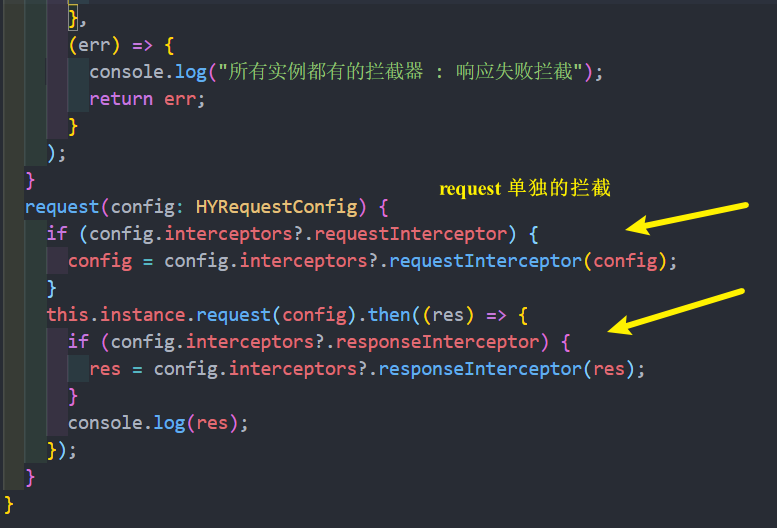 },
(err) => {
console.log("所有实例都有的拦截器 : 响应失败拦截");
return err;
}
);
}
request 单独的拦截
request(config: HYRequestConfig) {
if (config.interceptors?.requestInterceptor) {
config = config.interceptors?.requestInterceptor(config);
}
this.instance.request(config).then((res) => {
if (config.interceptors?.responseInterceptor) {
res = config.interceptors?.responseInterceptor(res);
}
console.log(res);
});
}
}